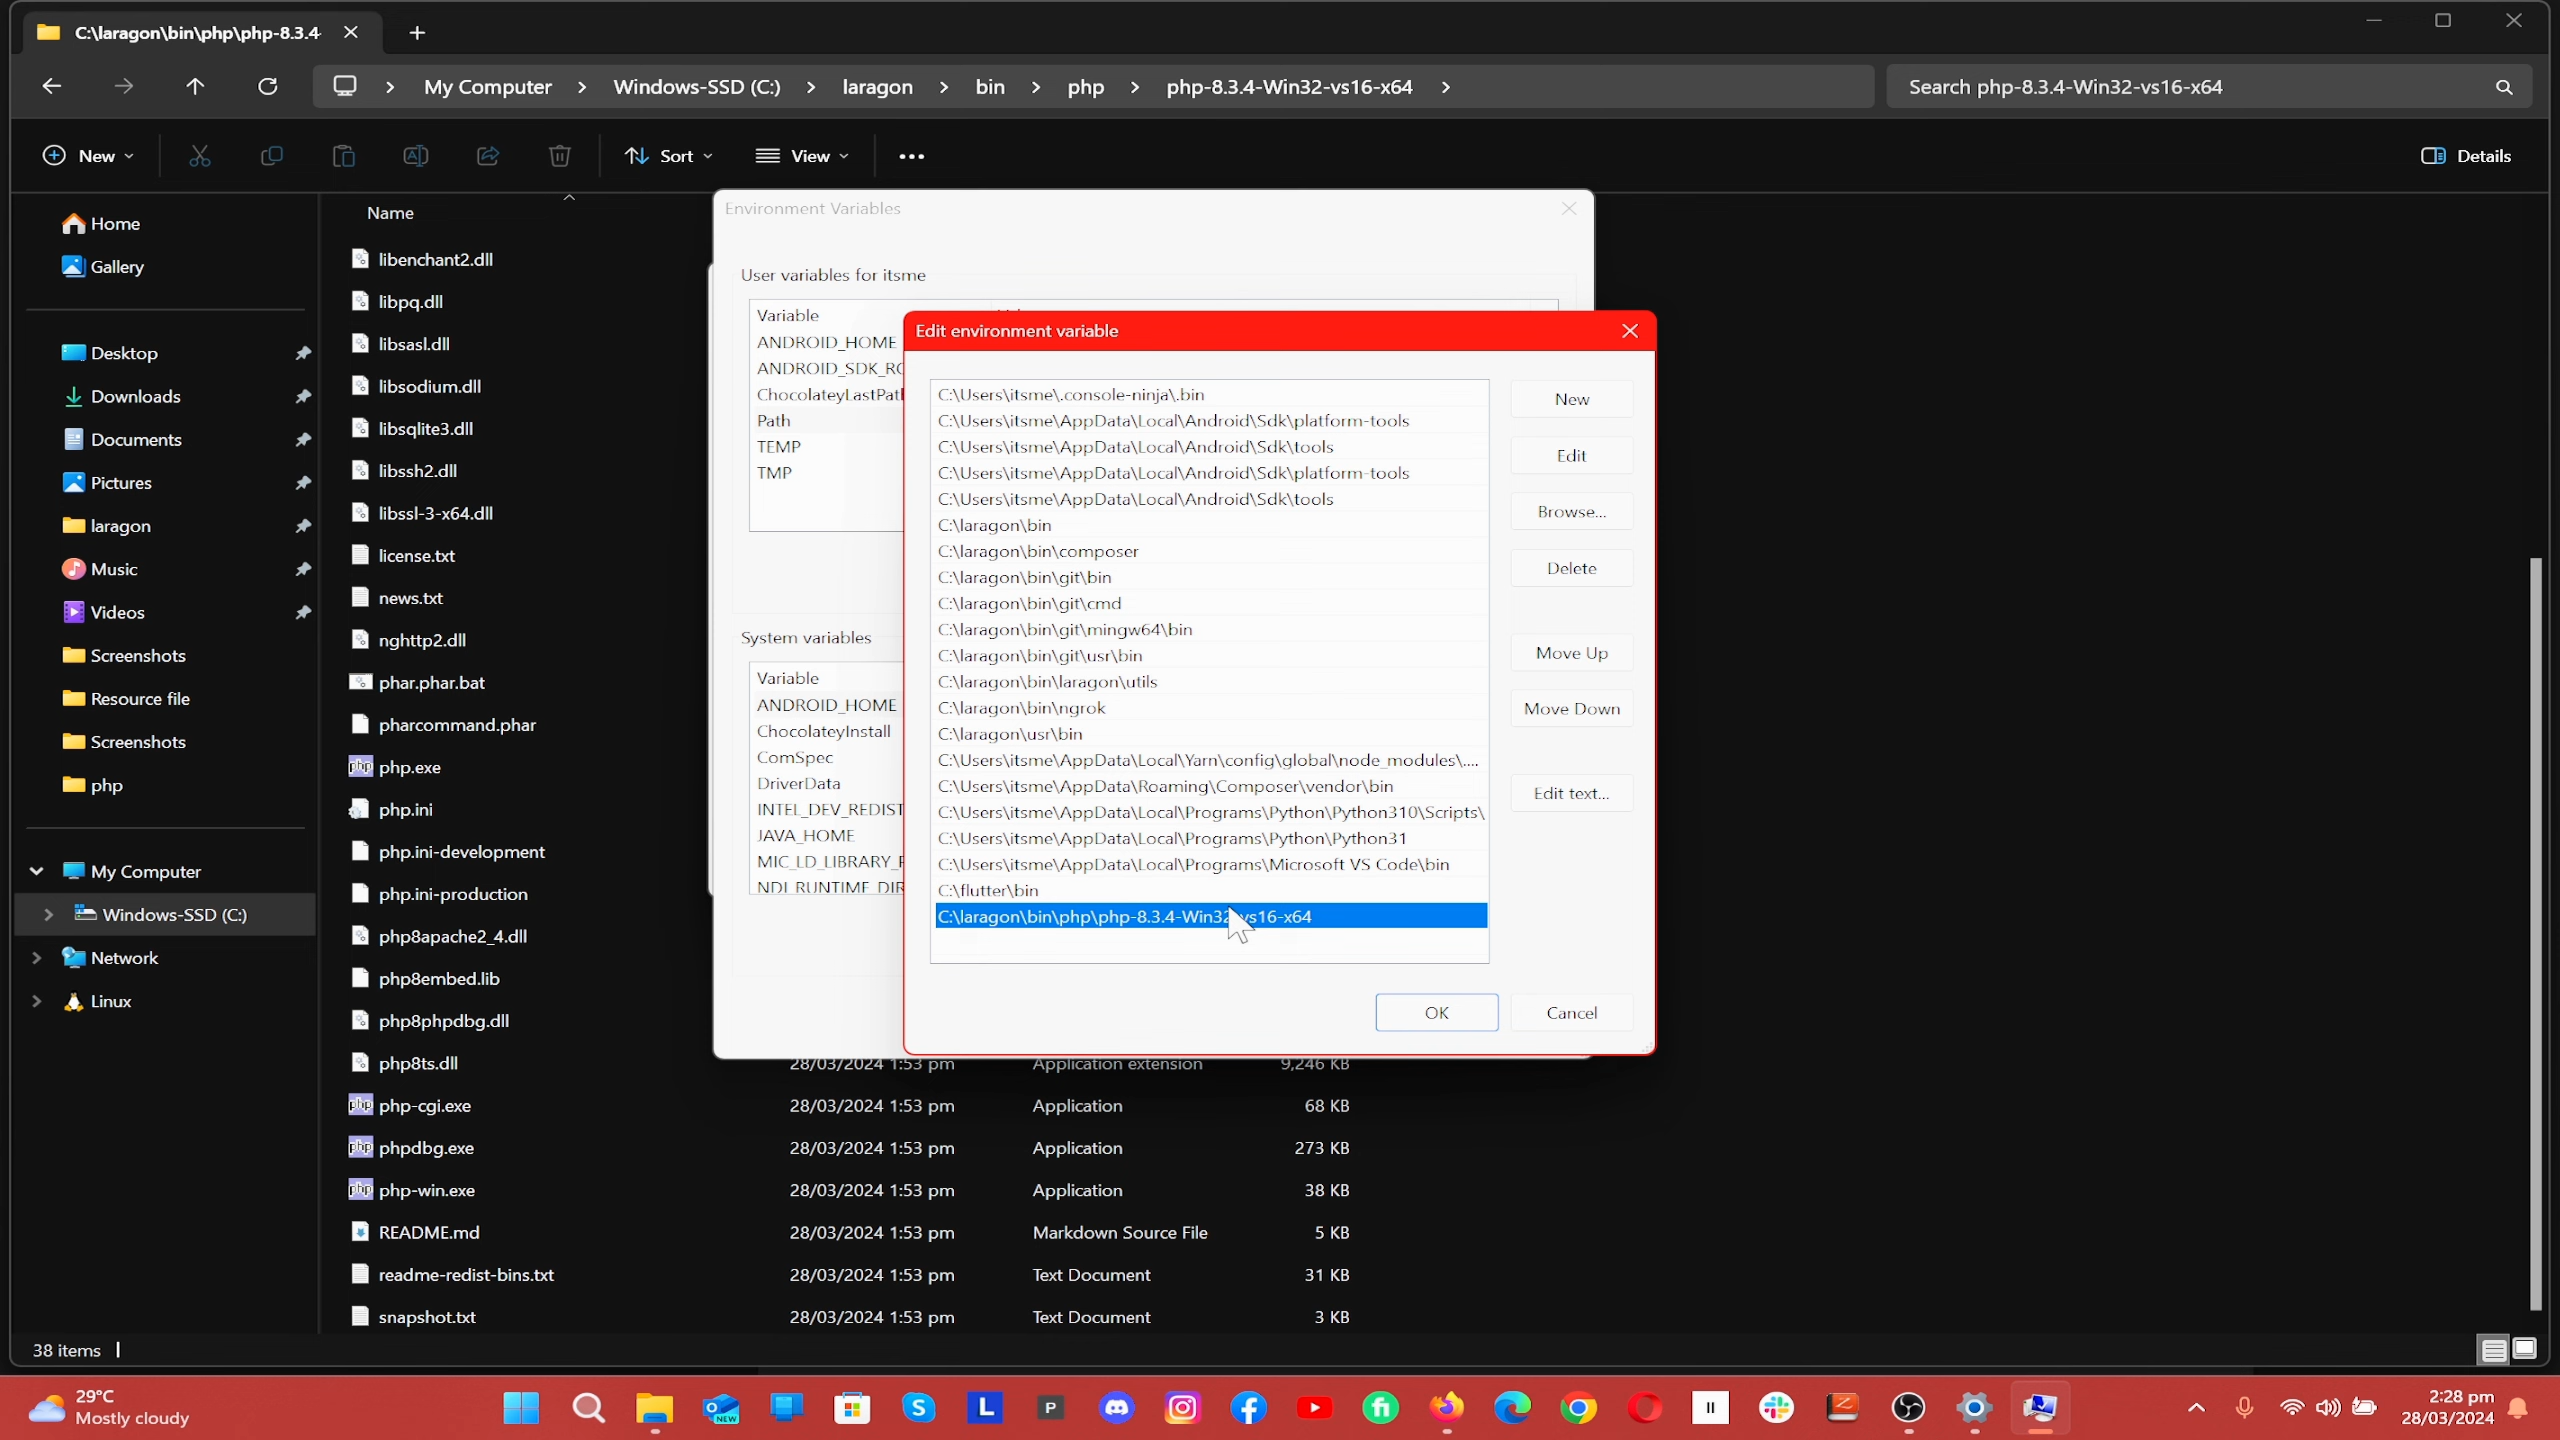 C:\laragon\bin\php\php-8.3.4
My Computer > Windows-SSD (C:) > laragon > bin > php > php-8.3.4-Win32-vs16-x64 >
Search php-8.3.4-Win32-vs16-x64
New
Sort
View
Details
Home
Gallery
Desktop
Downloads
Documents
Pictures
laragon
Music
Videos
Screenshots
Resource file
Screenshots
php
My Computer
Windows-SSD (C:)
Network
Linux
Name
libenchant2.dll
libpq.dll
libsasl.dll
libsodium.dll
libsqlite3.dll
libssh2.dll
libssl-3-x64.dll
license.txt
news.txt
nghttp2.dll
phar.phar.bat
pharcommand.phar
php.exe
php.ini
php.ini-development
php.ini-production
php8apache2_4.dll
php8embed.lib
php8phpdbg.dll
php8ts.dll 28/03/2024 1:53 pm Application extension 9,246 KB
php-cgi.exe 28/03/2024 1:53 pm Application 68 KB
phpdbg.exe 28/03/2024 1:53 pm Application 273 KB
php-win.exe 28/03/2024 1:53 pm Application 38 KB
README.md 28/03/2024 1:53 pm Markdown Source File 5 KB
readme-redist-bins.txt 28/03/2024 1:53 pm Text Document 31 KB
snapshot.txt 28/03/2024 1:53 pm Text Document 3 KB
38 items
Environment Variables
User variables for itsme
Variable
ANDROID_HOME
ANDROID_SDK_RO
ChocolateyLastPath
Path
TEMP
TMP
System variables
Variable
ANDROID_HOME
ChocolateyInstall
ComSpec
DriverData
INTEL_DEV_REDIST
JAVA_HOME
MIC_LD_LIBRARY_P
NDI_RUNTIME_DIR
Edit environment variable
C:\Users\itsme\.console-ninja\.bin
C:\Users\itsme\AppData\Local\Android\Sdk\platform-tools
C:\Users\itsme\AppData\Local\Android\Sdk\tools
C:\Users\itsme\AppData\Local\Android\Sdk\platform-tools
C:\Users\itsme\AppData\Local\Android\Sdk\tools
C:\laragon\bin
C:\laragon\bin\composer
C:\laragon\bin\git\bin
C:\laragon\bin\git\cmd
C:\laragon\bin\git\mingw64\bin
C:\laragon\bin\git\usr\bin
C:\laragon\bin\laragon\utils
C:\laragon\bin\ngrok
C:\laragon\usr\bin
C:\Users\itsme\AppData\Local\Yarn\config\global\node_modules\....
C:\Users\itsme\AppData\Roaming\Composer\vendor\bin
C:\Users\itsme\AppData\Local\Programs\Python\Python310\Scripts\
C:\Users\itsme\AppData\Local\Programs\Python\Python31
C:\Users\itsme\AppData\Local\Programs\Microsoft VS Code\bin
C:\flutter\bin
C:\laragon\bin\php\php-8.3.4-Win32-vs16-x64
New
Edit
Browse...
Delete
Move Up
Move Down
Edit text...
OK
Cancel
29°C
Mostly cloudy
NEW
S
L
P
fi
2:28 pm
28/03/2024